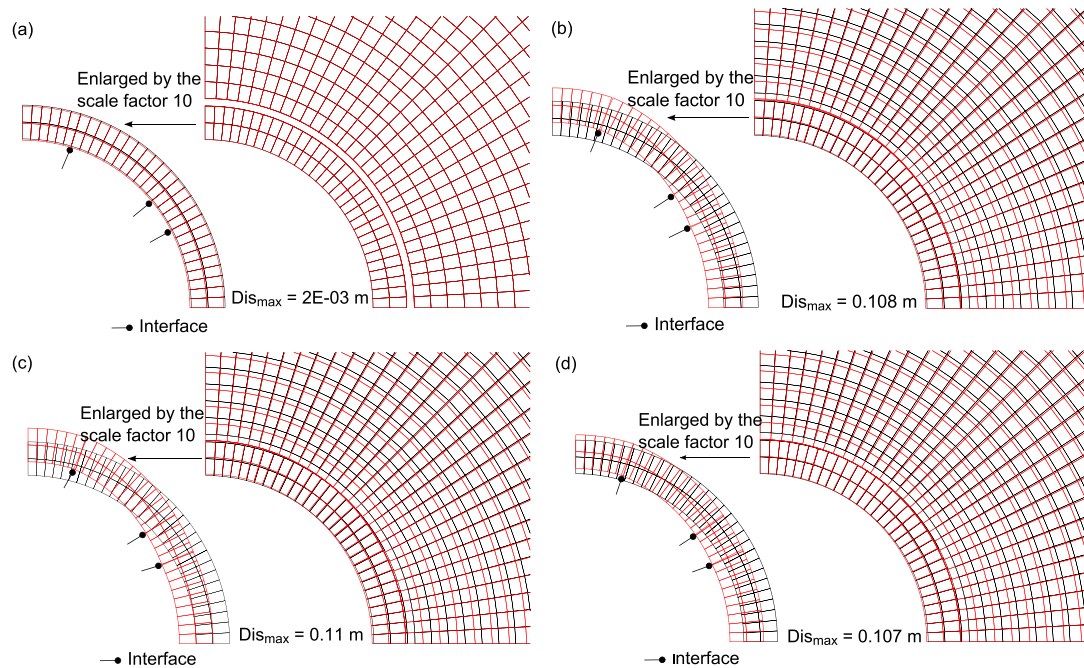 (a)
Enlarged by the
scale factor 10
Dismax = 2E-03 m
Interface
(b)
Enlarged by the
scale factor 10
Dismax = 0.108 m
Interface
(c)
Enlarged by the
scale factor 10
Dismax = 0.11 m
Interface
(d)
Enlarged by the
scale factor 10
Dismax = 0.107 m
Interface